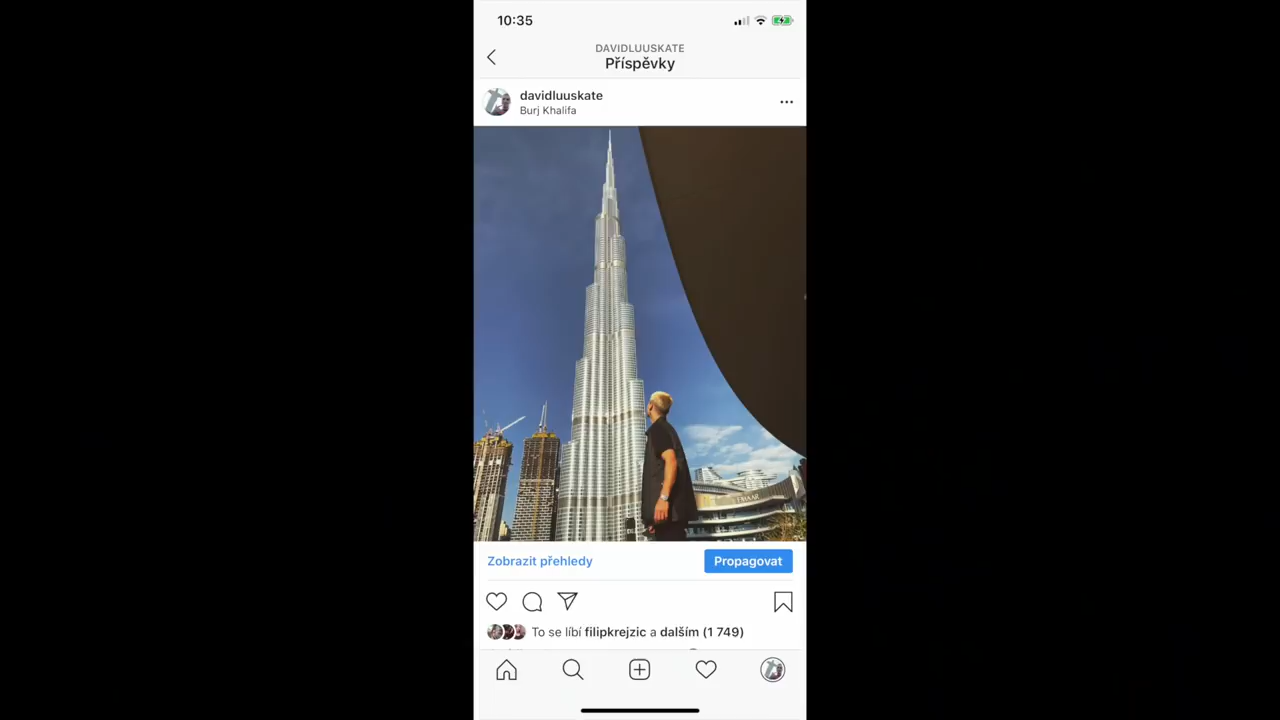 10:35
DAVIDLUUSKATE
Příspěvky
davidluuskate
Burj Khalifa
EMAAR
Zobrazit přehledy
Propagovat
To se líbí filipkrejzic a dalším (1 749)